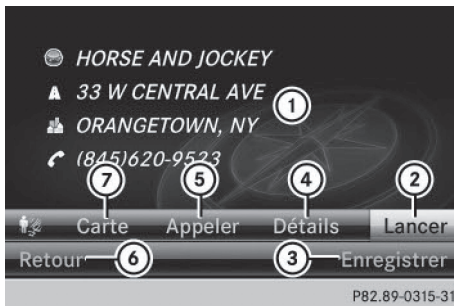 HORSE AND JOCKEY
33 W CENTRAL AVE
1
ORANGETOWN, NY
(845)620-9523
7 5 4 2
Carte Appeler Détails Lancer
Retour 6 3 Enregistrer
P82.89-0315-31